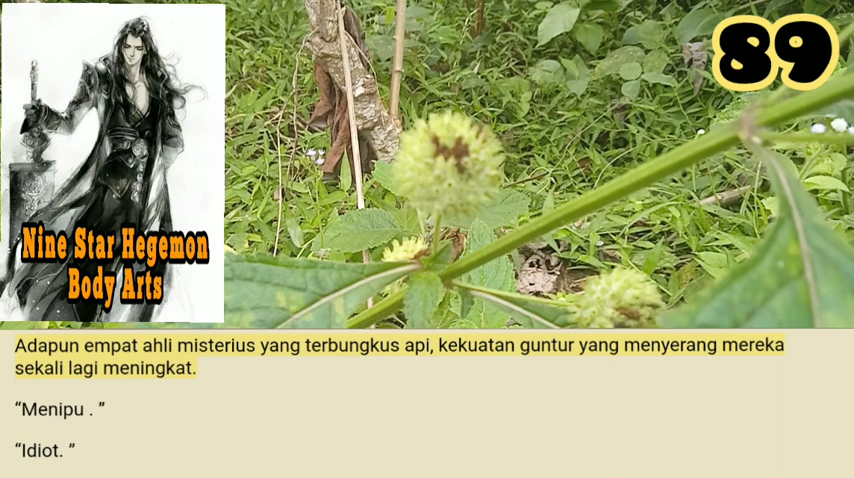 89
Nine Star Hegemon
Body Arts
Adapun empat ahli misterius yang terbungkus api, kekuatan guntur yang menyerang mereka
sekali lagi meningkat.
“Menipu . ”
“Idiot. ”